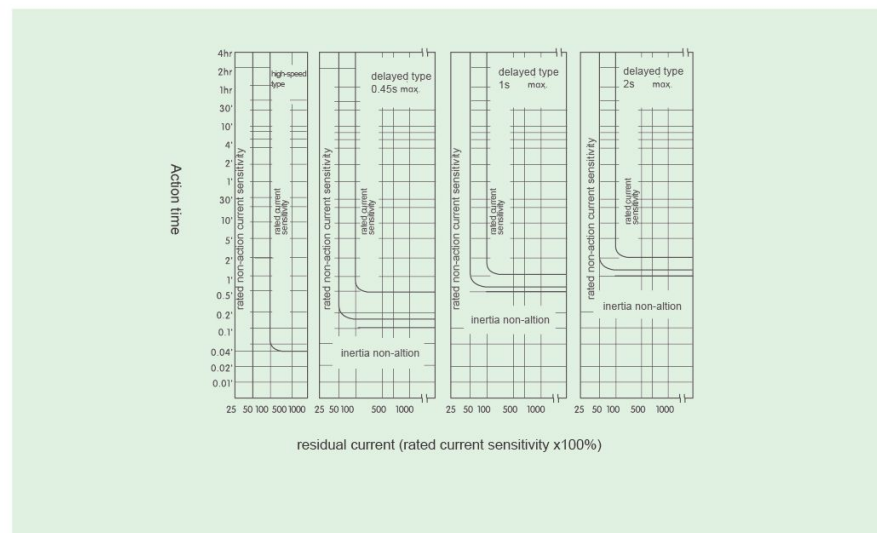 4hr
2hr
1hr
30'
10'
4'
2'
1'
30'
10'
5'
2'
1'
0.5'
0.2'
0.1'
0.04'
0.02'
0.01'
Action time
high-speed
type
rated non-action current sensitivity
rated current
sensitivity
25 50 100 500 1000
delayed type
0.45s max.
rated non-action current sensitivity
rated current
sensitivity
inertia non-altion
25 50 100 500 1000
delayed type
1s max.
rated non-action current sensitivity
rated current
sensitivity
inertia non-altion
25 50 100 500 1000
delayed type
2s max.
rated non-action current sensitivity
rated current
sensitivity
inertia non-altion
25 50 100 500 1000
residual current (rated current sensitivity x100%)